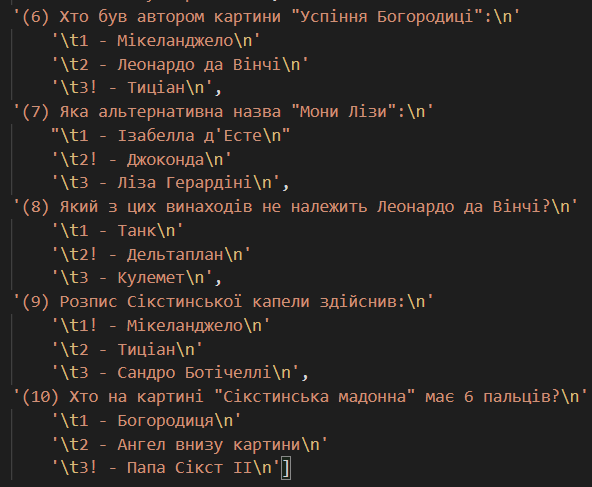 '(6) Хто був автором картини "Успіння Богородиці":\n'
'\t1 - Мікеланджело\n'
'\t2 - Леонардо да Вінчі\n'
'\t3! - Тиціан\n',
'(7) Яка альтернативна назва "Мони Лізи":\n'
"\t1 - Ізабелла д'Есте\n"
'\t2! - Джоконда\n'
'\t3 - Ліза Герардіні\n',
'(8) Який з цих винаходів не належить Леонардо да Вінчі?\n'
'\t1 - Танк\n'
'\t2! - Дельтаплан\n'
'\t3 - Кулемет\n',
'(9) Розпис Сікстинської капели здійснив:\n'
'\t1! - Мікеланджело\n'
'\t2 - Тиціан\n'
'\t3 - Сандро Ботічеллі\n',
'(10) Хто на картині "Сікстинська мадонна" має 6 пальців?\n'
'\t1 - Богородиця\n'
'\t2 - Ангел внизу картини\n'
'\t3! - Папа Сікст II\n']